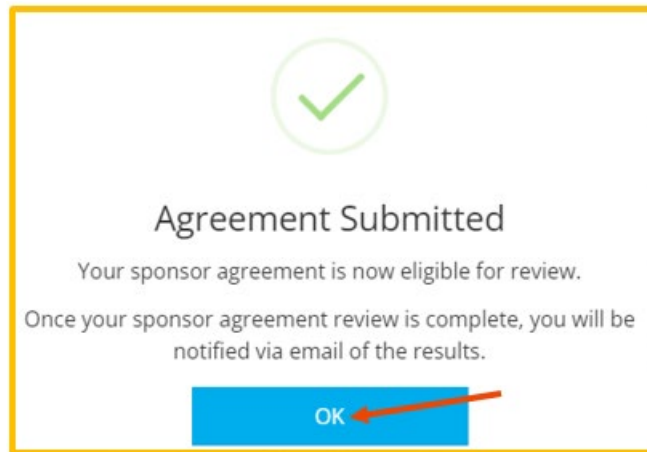 Agreement Submitted
Your sponsor agreement is now eligible for review.
Once your sponsor agreement review is complete, you will be
notified via email of the results.
OK